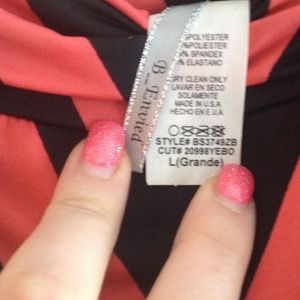 B_Envied
POLYESTER
POLIESTER
SPANDEX
ELASTANO
DRY CLEAN ONLY
LAVAR EN SECO
SOLAMENTE
MADE IN U.S.A
HECHO EN E.U.
STYLE# BS3749ZB
CUT# 20998YEBO
L(Grande)